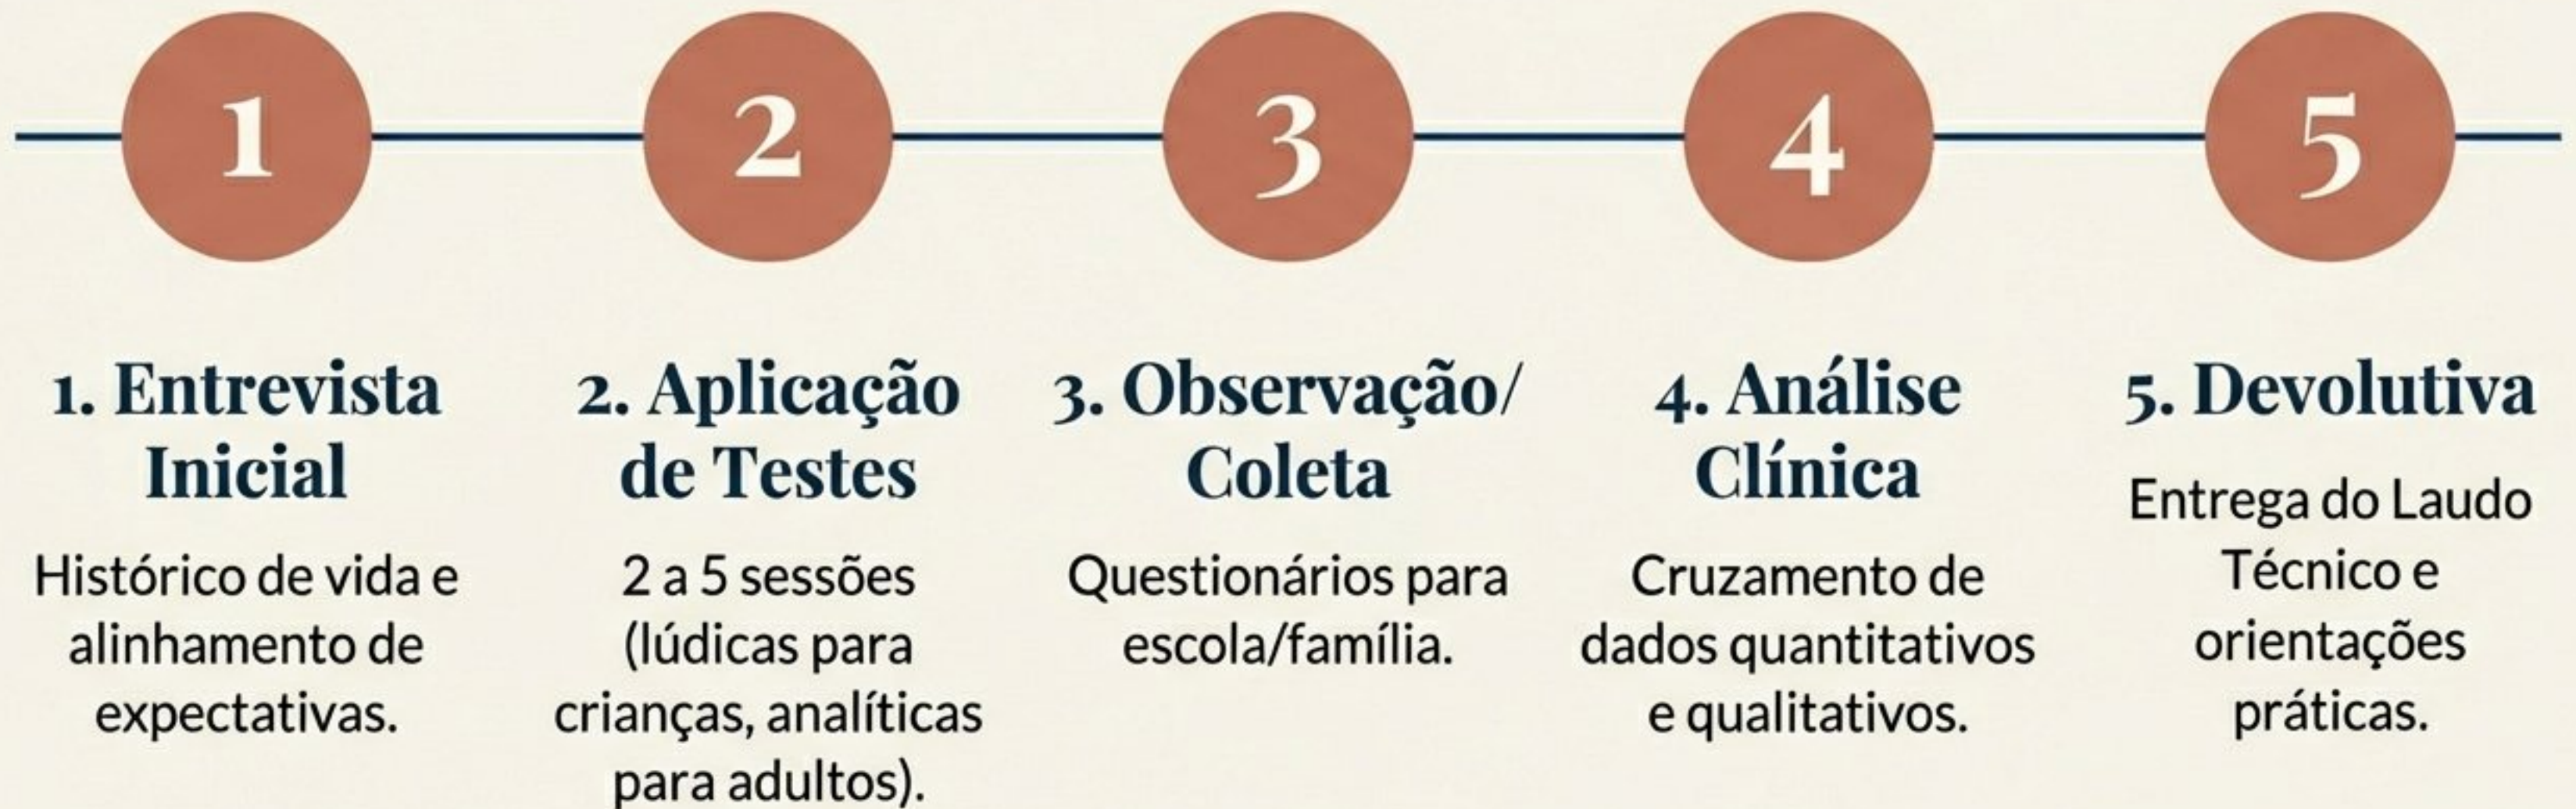 1
2
3
4
5
1. Entrevista
Inicial
Histórico de vida e
alinhamento de
expectativas.
2. Aplicação
de Testes
2 a 5 sessões
(lúdicas para
crianças, analíticas
para adultos).
3. Observação/
Coleta
Questionários para
escola/família.
4. Análise
Clínica
Cruzamento de
dados quantitativos
e qualitativos.
5. Devolutiva
Entrega do Laudo
Técnico e
orientações
práticas.